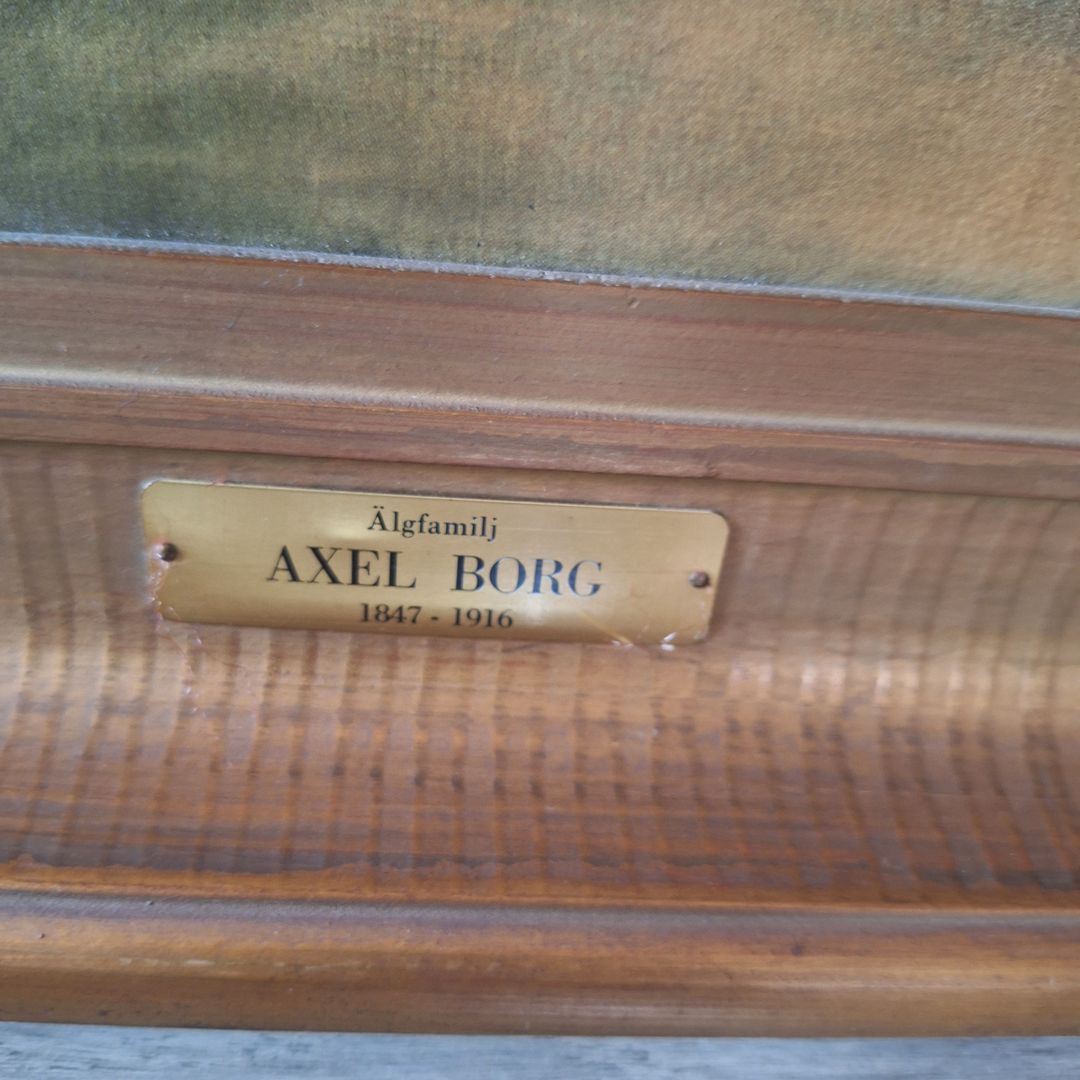 Älgfamilj
AXEL BORG
1847 - 1916